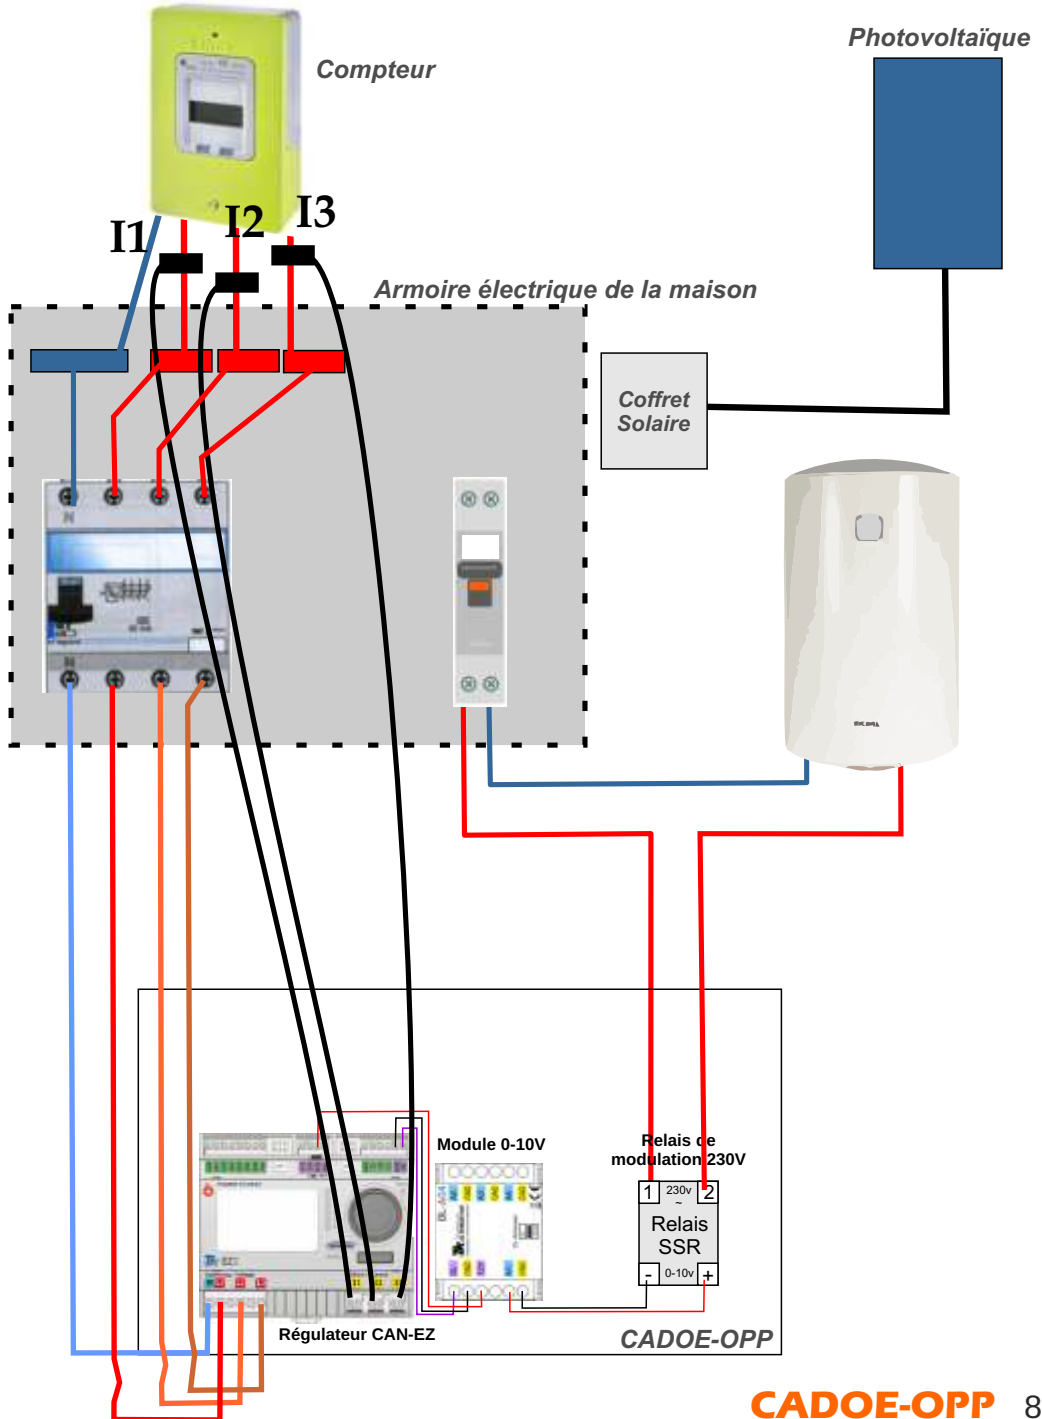 Photovoltaïque
Compteur
I1
I2
I3
Armoire électrique de la maison
Coffret
Solaire
N
N
Module 0-10V
Relais de
modulation 230V
1
230v
~
2
Relais
SSR
-
0-10v
+
Régulateur CAN-EZ
CADOE-OPP
CADOE-OPP 8